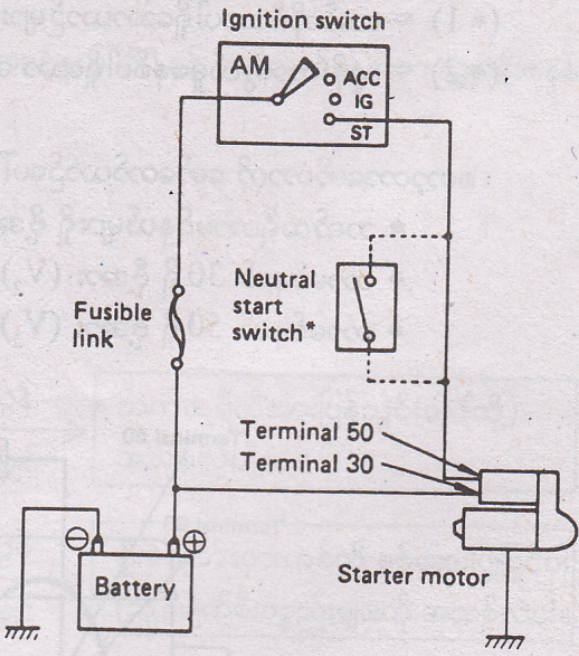 Ignition switch
AM
ACC
IG
ST
Fusible
link
Neutral
start
switch*
Terminal 50
Terminal 30
Battery
Starter motor